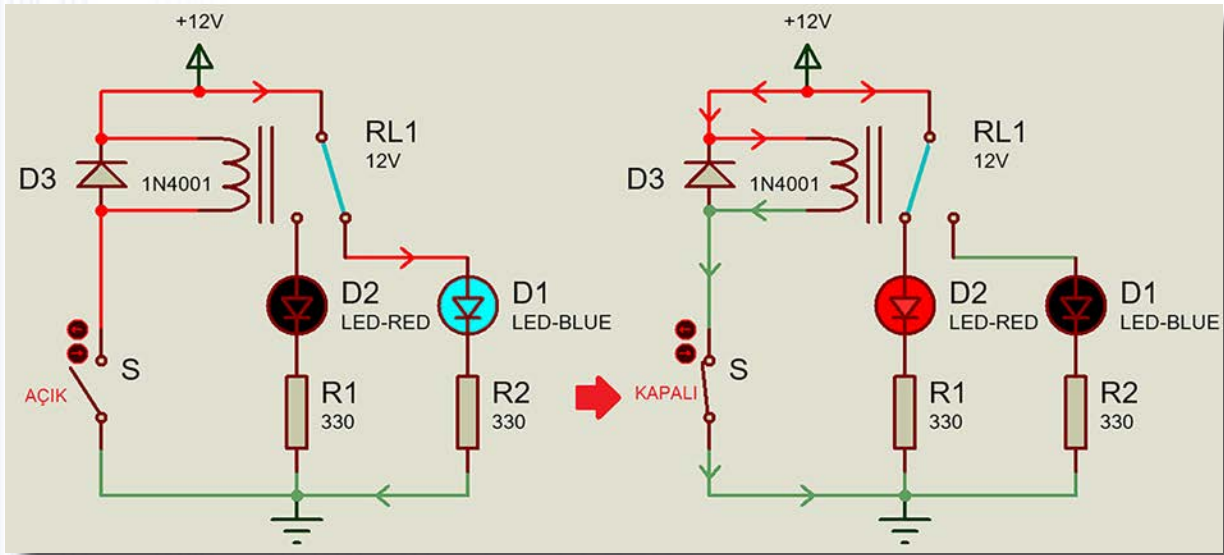 +12V
RL1
12V
D3
1N4001
D2
LED-RED
D1
LED-BLUE
S
AÇIK
R1
330
R2
330
+12V
RL1
12V
D3
1N4001
D2
LED-RED
D1
LED-BLUE
S
KAPALI
R1
330
R2
330